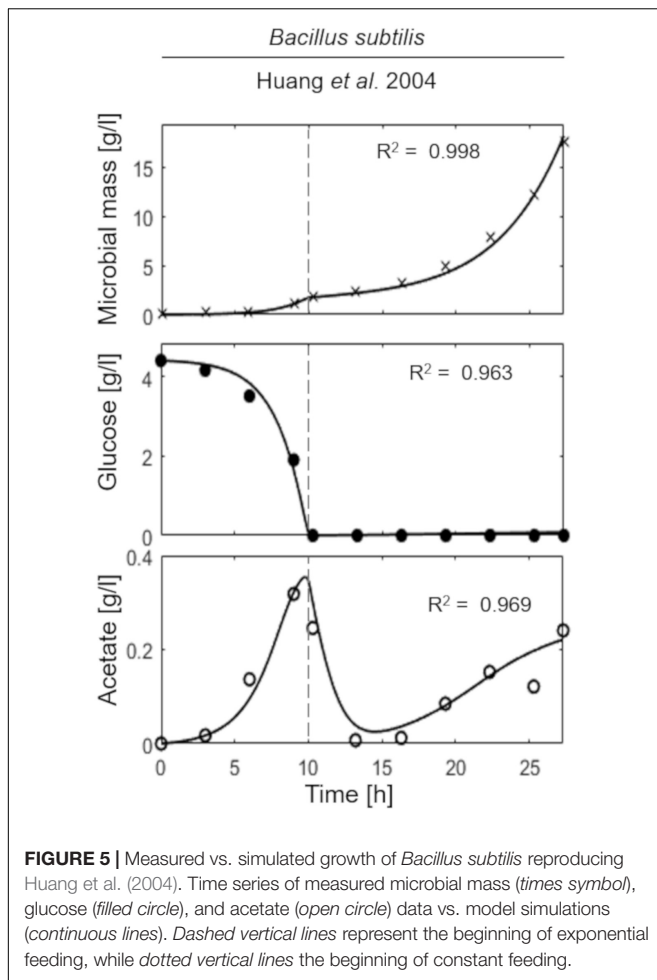 Bacillus subtilis
Huang et al. 2004
Microbial mass [g/l]
15
10
5
0
R² = 0.998
Glucose [g/l]
4
2
0
R² = 0.963
Acetate [g/l]
0.4
0.2
0
R² = 0.969
0 5 10 15 20 25
Time [h]
FIGURE 5 | Measured vs. simulated growth of Bacillus subtilis reproducing
Huang et al. (2004). Time series of measured microbial mass (times symbol),
glucose (filled circle), and acetate (open circle) data vs. model simulations
(continuous lines). Dashed vertical lines represent the beginning of exponential
feeding, while dotted vertical lines the beginning of constant feeding.